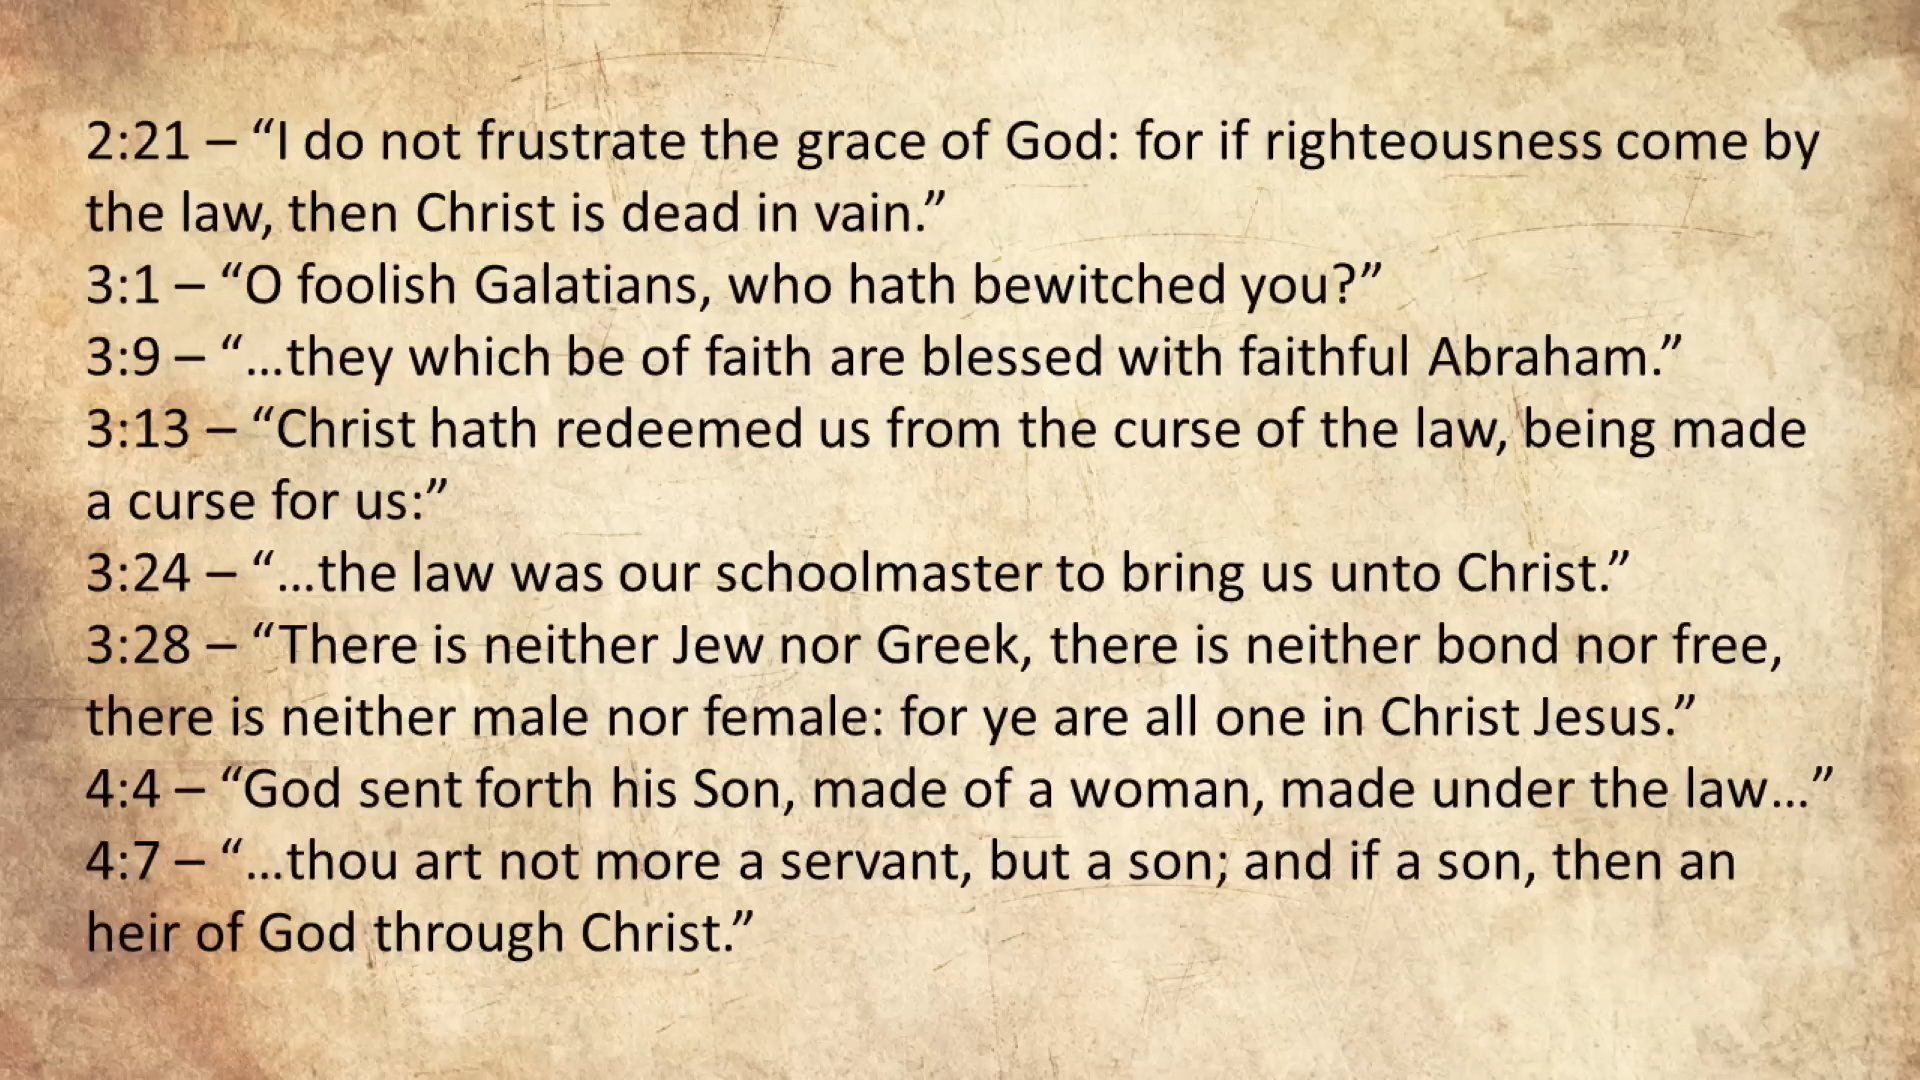 2:21 – “I do not frustrate the grace of God: for if righteousness come by
the law, then Christ is dead in vain.”
3:1 – “O foolish Galatians, who hath bewitched you?”
3:9 – “...they which be of faith are blessed with faithful Abraham.”
3:13 – “Christ hath redeemed us from the curse of the law, being made
a curse for us:”
3:24 – “...the law was our schoolmaster to bring us unto Christ.”
3:28 – “There is neither Jew nor Greek, there is neither bond nor free,
there is neither male nor female: for ye are all one in Christ Jesus.”
4:4 – “God sent forth his Son, made of a woman, made under the law...”
4:7 – “...thou art not more a servant, but a son; and if a son, then an
heir of God through Christ.”